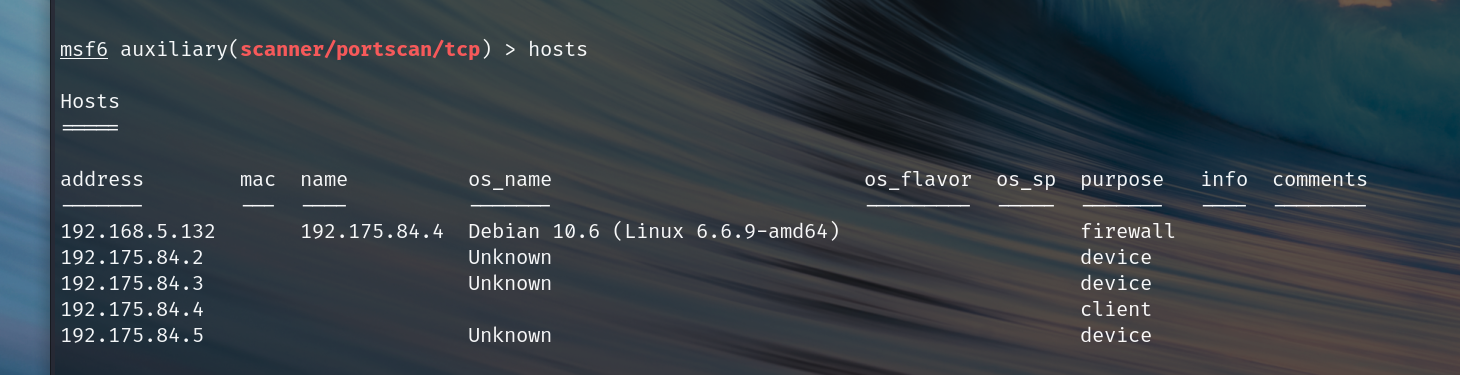 msf6 auxiliary(scanner/portscan/tcp) > hosts
Hosts
=====
address        mac  name          os_name                           os_flavor  os_sp  purpose   info  comments
-------        ---  ----          -------                           ---------  -----  -------   ----  --------
192.168.5.132       192.175.84.4  Debian 10.6 (Linux 6.6.9-amd64)                     firewall
192.175.84.2                      Unknown                                             device
192.175.84.3                      Unknown                                             device
192.175.84.4                                                                          client
192.175.84.5                      Unknown                                             device